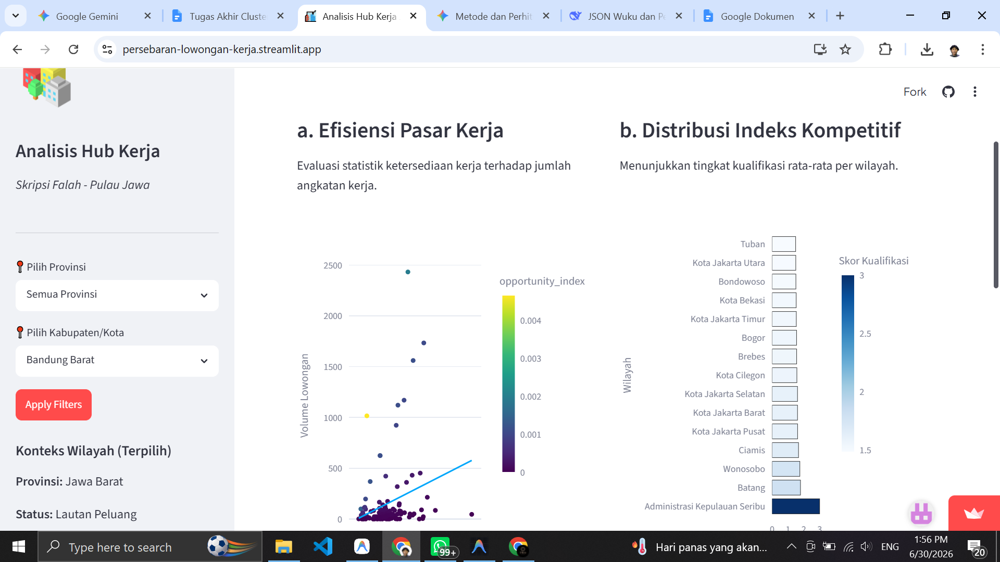 Google Gemini
Tugas Akhir Cluste
Analisis Hub Kerja
Metode dan Perhit
JSON Wuku dan Pe
Google Dokumen
persebaran-lowongan-kerja.streamlit.app
Fork
Analisis Hub Kerja
Skripsi Falah - Pulau Jawa
Pilih Provinsi
Semua Provinsi
Pilih Kabupaten/Kota
Bandung Barat
Apply Filters
Konteks Wilayah (Terpilih)
Provinsi: Jawa Barat
Status: Lautan Peluang
a. Efisiensi Pasar Kerja
Evaluasi statistik ketersediaan kerja terhadap jumlah
angkatan kerja.
Volume Lowongan
2500
2000
1500
1000
500
0
opportunity_index
0.004
0.003
0.002
0.001
0
b. Distribusi Indeks Kompetitif
Menunjukkan tingkat kualifikasi rata-rata per wilayah.
Wilayah
Tuban
Kota Jakarta Utara
Bondowoso
Kota Bekasi
Kota Jakarta Timur
Bogor
Brebes
Kota Cilegon
Kota Jakarta Selatan
Kota Jakarta Barat
Kota Jakarta Pusat
Ciamis
Wonosobo
Batang
Administrasi Kepulauan Seribu
0 1 2 3
Skor Kualifikasi
3
2.5
2
1.5
Type here to search
99+
Hari panas yang akan...
ENG
1:56 PM
6/30/2026
20